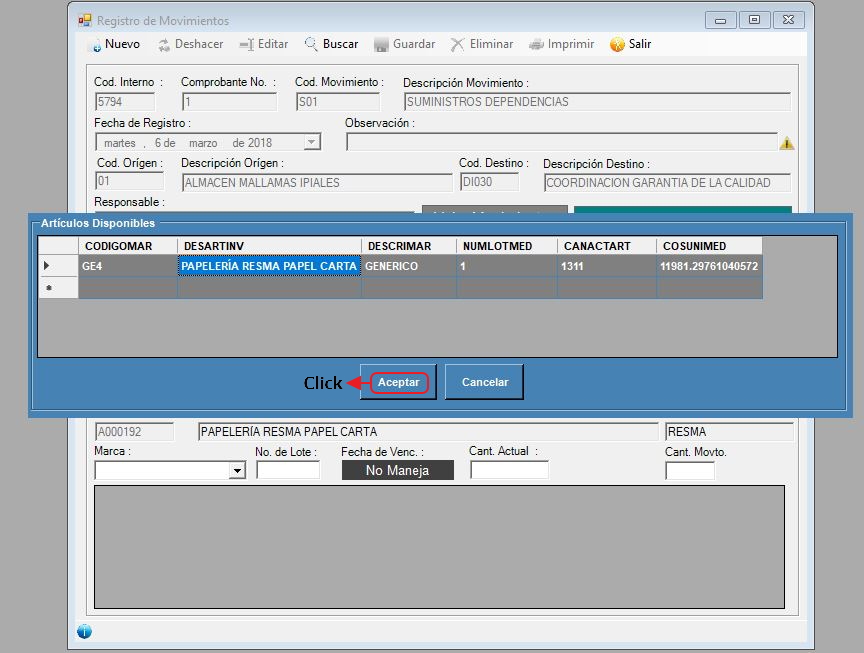 Registro de Movimientos
Nuevo Deshacer Editar Buscar Guardar Eliminar Imprimir Salir
Cod. Interno : Comprobante No. : Cod. Movimiento : Descripción Movimiento :
5794 1 S01 SUMINISTROS DEPENDENCIAS
Fecha de Registro : Observación :
martes , 6 de marzo de 2018
Cod. Orígen : Descripción Orígen : Cod. Destino : Descripción Destino :
01 ALMACEN MALLAMAS IPIALES DI030 COORDINACION GARANTIA DE LA CALIDAD
Responsable :
Artículos Disponibles
CODIGOMAR DESARTINV DESCRIMAR NUMLOTMED CANACTART COSUNIMED
GE4 PAPELERÍA RESMA PAPEL CARTA GENERICO 1 1311 11981.29761040572
Click Aceptar Cancelar
A000192 PAPELERÍA RESMA PAPEL CARTA RESMA
Marca : No. de Lote : Fecha de Venc. : Cant. Actual : Cant. Movto.
No Maneja